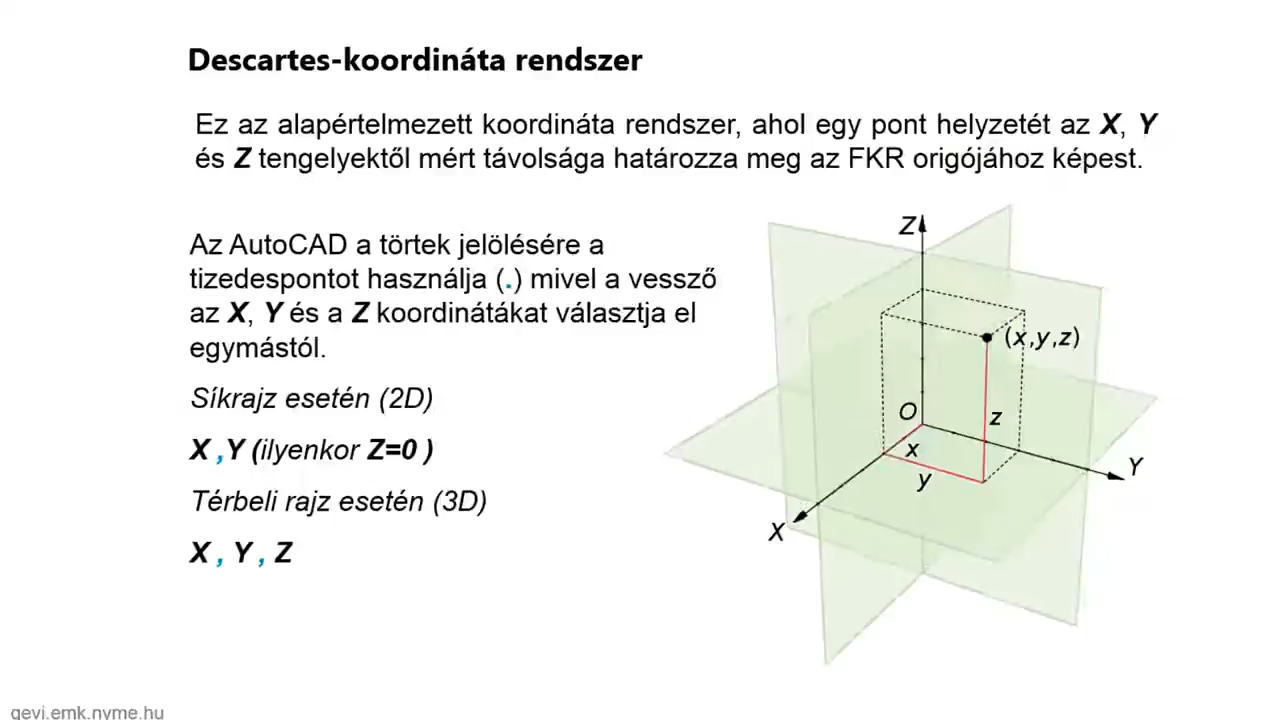 Descartes-koordináta rendszer
Ez az alapértelmezett koordináta rendszer, ahol egy pont helyzetét az X, Y
és Z tengelyektől mért távolsága határozza meg az FKR origójához képest.
Az AutoCAD a törtek jelölésére a
tizedespontot használja (.) mivel a vessző
az X, Y és a Z koordinátákat választja el
egymástól.
Síkrajz esetén (2D)
X ,Y (ilyenkor Z=0 )
Térbeli rajz esetén (3D)
X , Y , Z
Z
(x,y,z)
O
z
x
y
Y
X
gevi.emk.nyme.hu